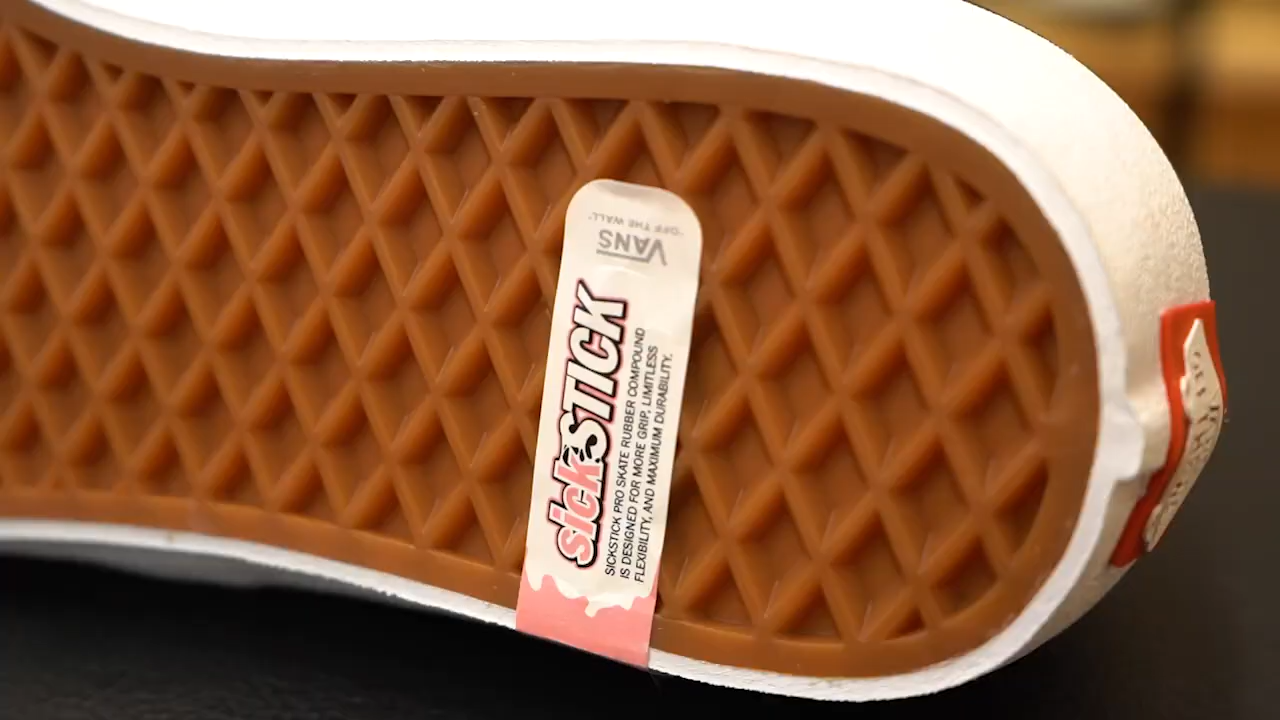 VANS
"OFF THE WALL"
sickSTICK
SICKSTICK PRO SKATE RUBBER COMPOUND
IS DESIGNED FOR MORE GRIP, LIMITLESS
FLEXIBILITY, AND MAXIMUM DURABILITY.